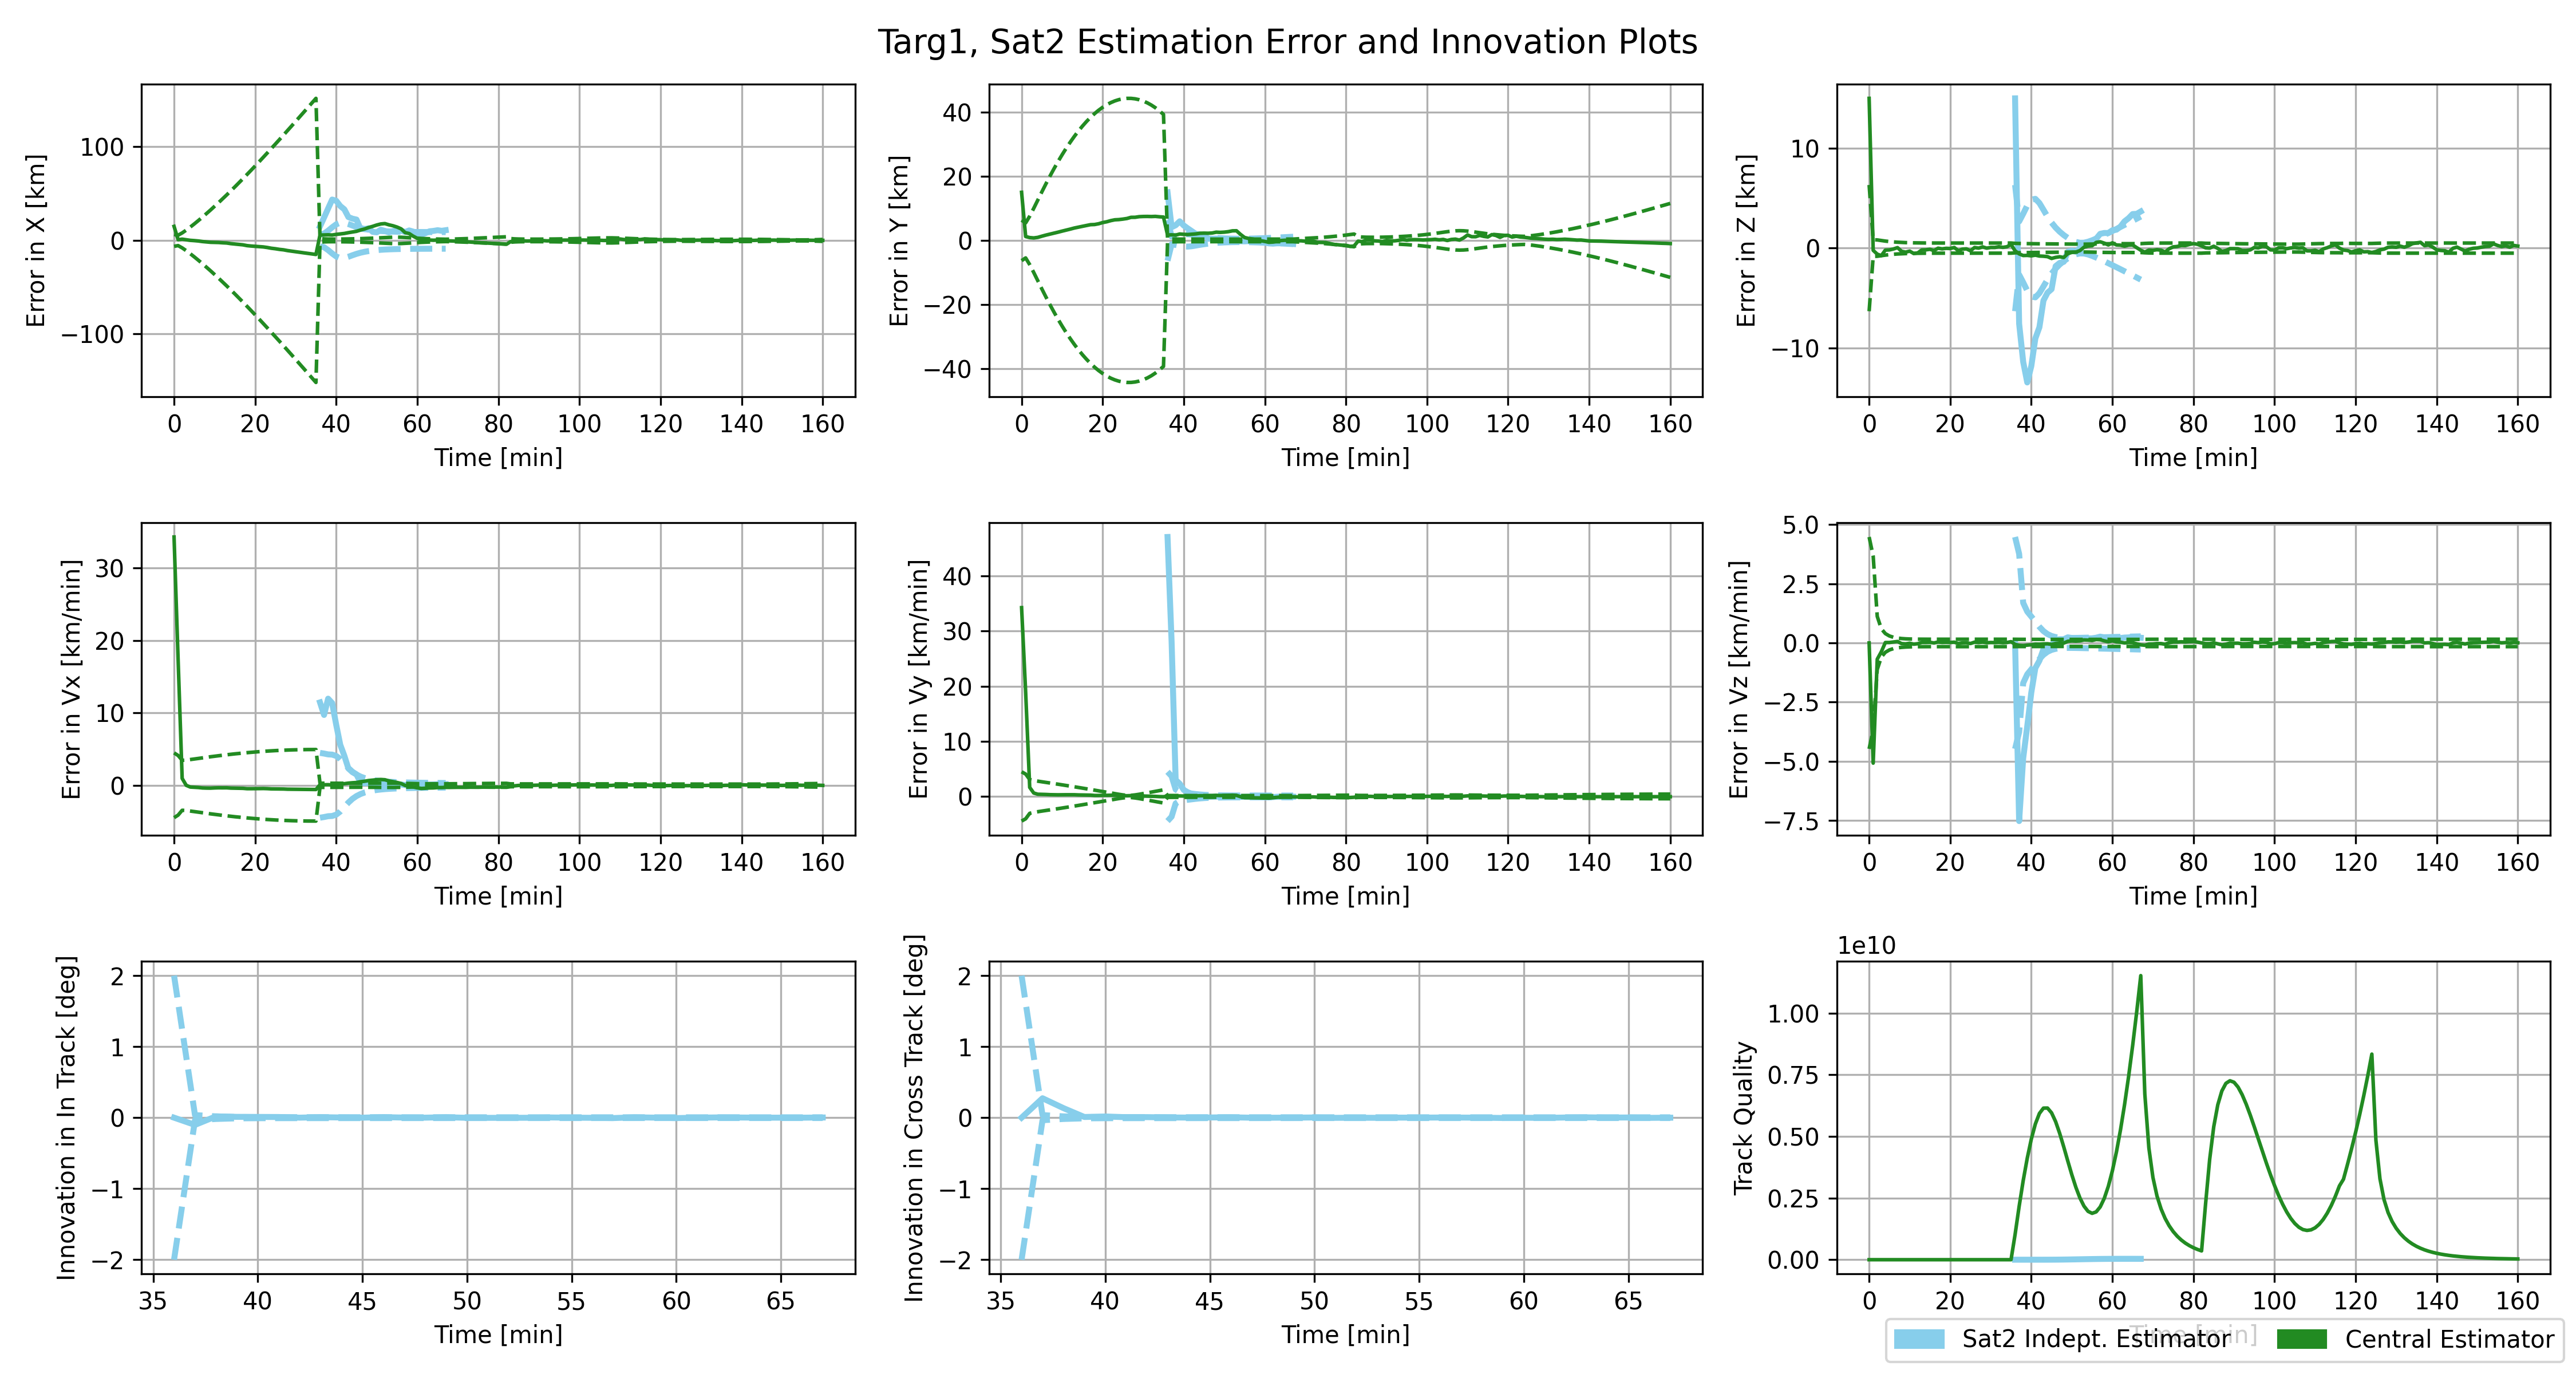 Targ1, Sat2 Estimation Error and Innovation Plots
Error in X [km]
100
0
−100
0 20 40 60 80 100 120 140 160
Time [min]
Error in Y [km]
40
20
0
−20
−40
0 20 40 60 80 100 120 140 160
Time [min]
Error in Z [km]
10
0
−10
0 20 40 60 80 100 120 140 160
Time [min]
Error in Vx [km/min]
30
20
10
0
0 20 40 60 80 100 120 140 160
Time [min]
Error in Vy [km/min]
40
30
20
10
0
0 20 40 60 80 100 120 140 160
Time [min]
Error in Vz [km/min]
5.0
2.5
0.0
−2.5
−5.0
−7.5
0 20 40 60 80 100 120 140 160
Time [min]
Innovation in In Track [deg]
2
1
0
−1
−2
35 40 45 50 55 60 65
Time [min]
Innovation in Cross Track [deg]
2
1
0
−1
−2
35 40 45 50 55 60 65
Time [min]
1e10
Track Quality
1.00
0.75
0.50
0.25
0.00
0 20 40 60 80 100 120 140 160
Time [min]
Sat2 Indept. Estimator Central Estimator